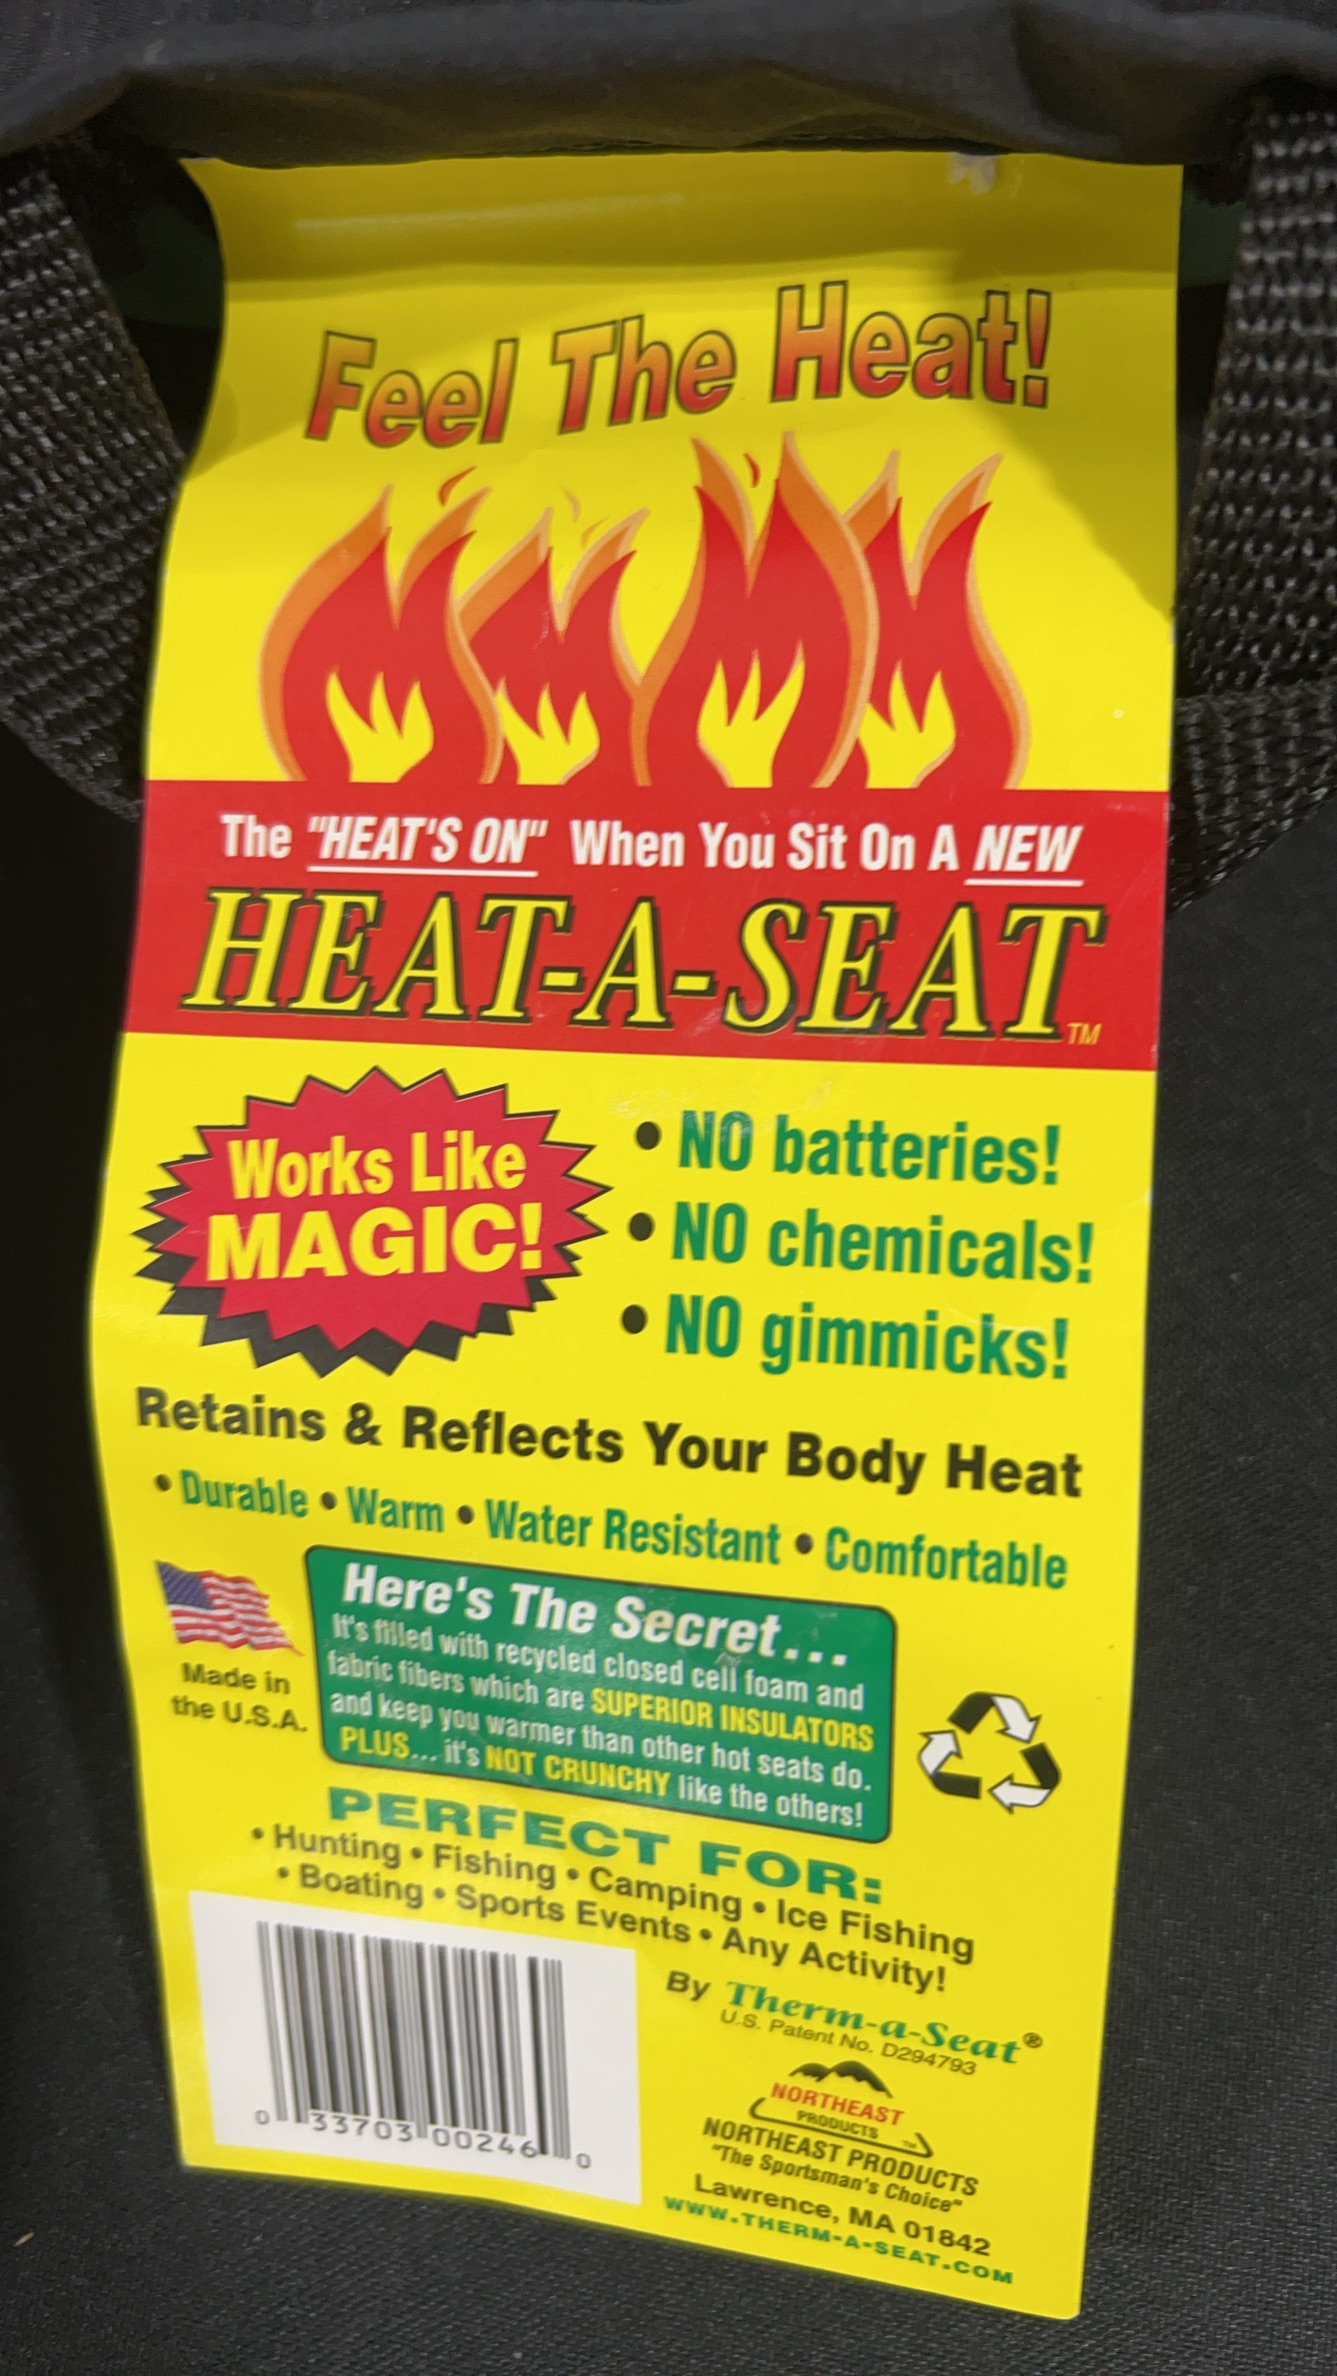 Feel The Heat!
The "HEAT'S ON" When You Sit On A NEW
HEAT-A-SEAT™
Works Like
MAGIC!
• NO batteries!
• NO chemicals!
• NO gimmicks!
Retains & Reflects Your Body Heat
• Durable • Warm • Water Resistant • Comfortable
Made in
the U.S.A.
Here's The Secret...
It's filled with recycled closed cell foam and
fabric fibers which are SUPERIOR INSULATORS
and keep you warmer than other hot seats do.
PLUS... it's NOT CRUNCHY like the others!
PERFECT FOR:
• Hunting • Fishing • Camping • Ice Fishing
• Boating • Sports Events • Any Activity!
0 33703 00246 0
By Therm-a-Seat®
U.S. Patent No. D294793
NORTHEAST
PRODUCTS ™
NORTHEAST PRODUCTS
"The Sportsman's Choice"
Lawrence, MA 01842
WWW.THERM-A-SEAT.COM